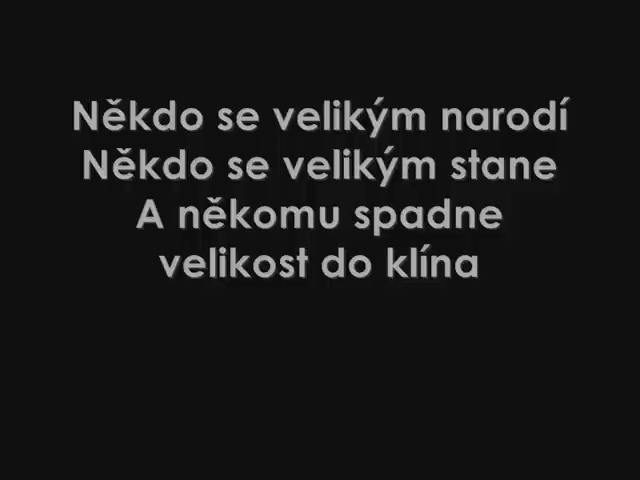 Někdo se velikým narodí
Někdo se velikým stane
A někomu spadne
velikost do klína